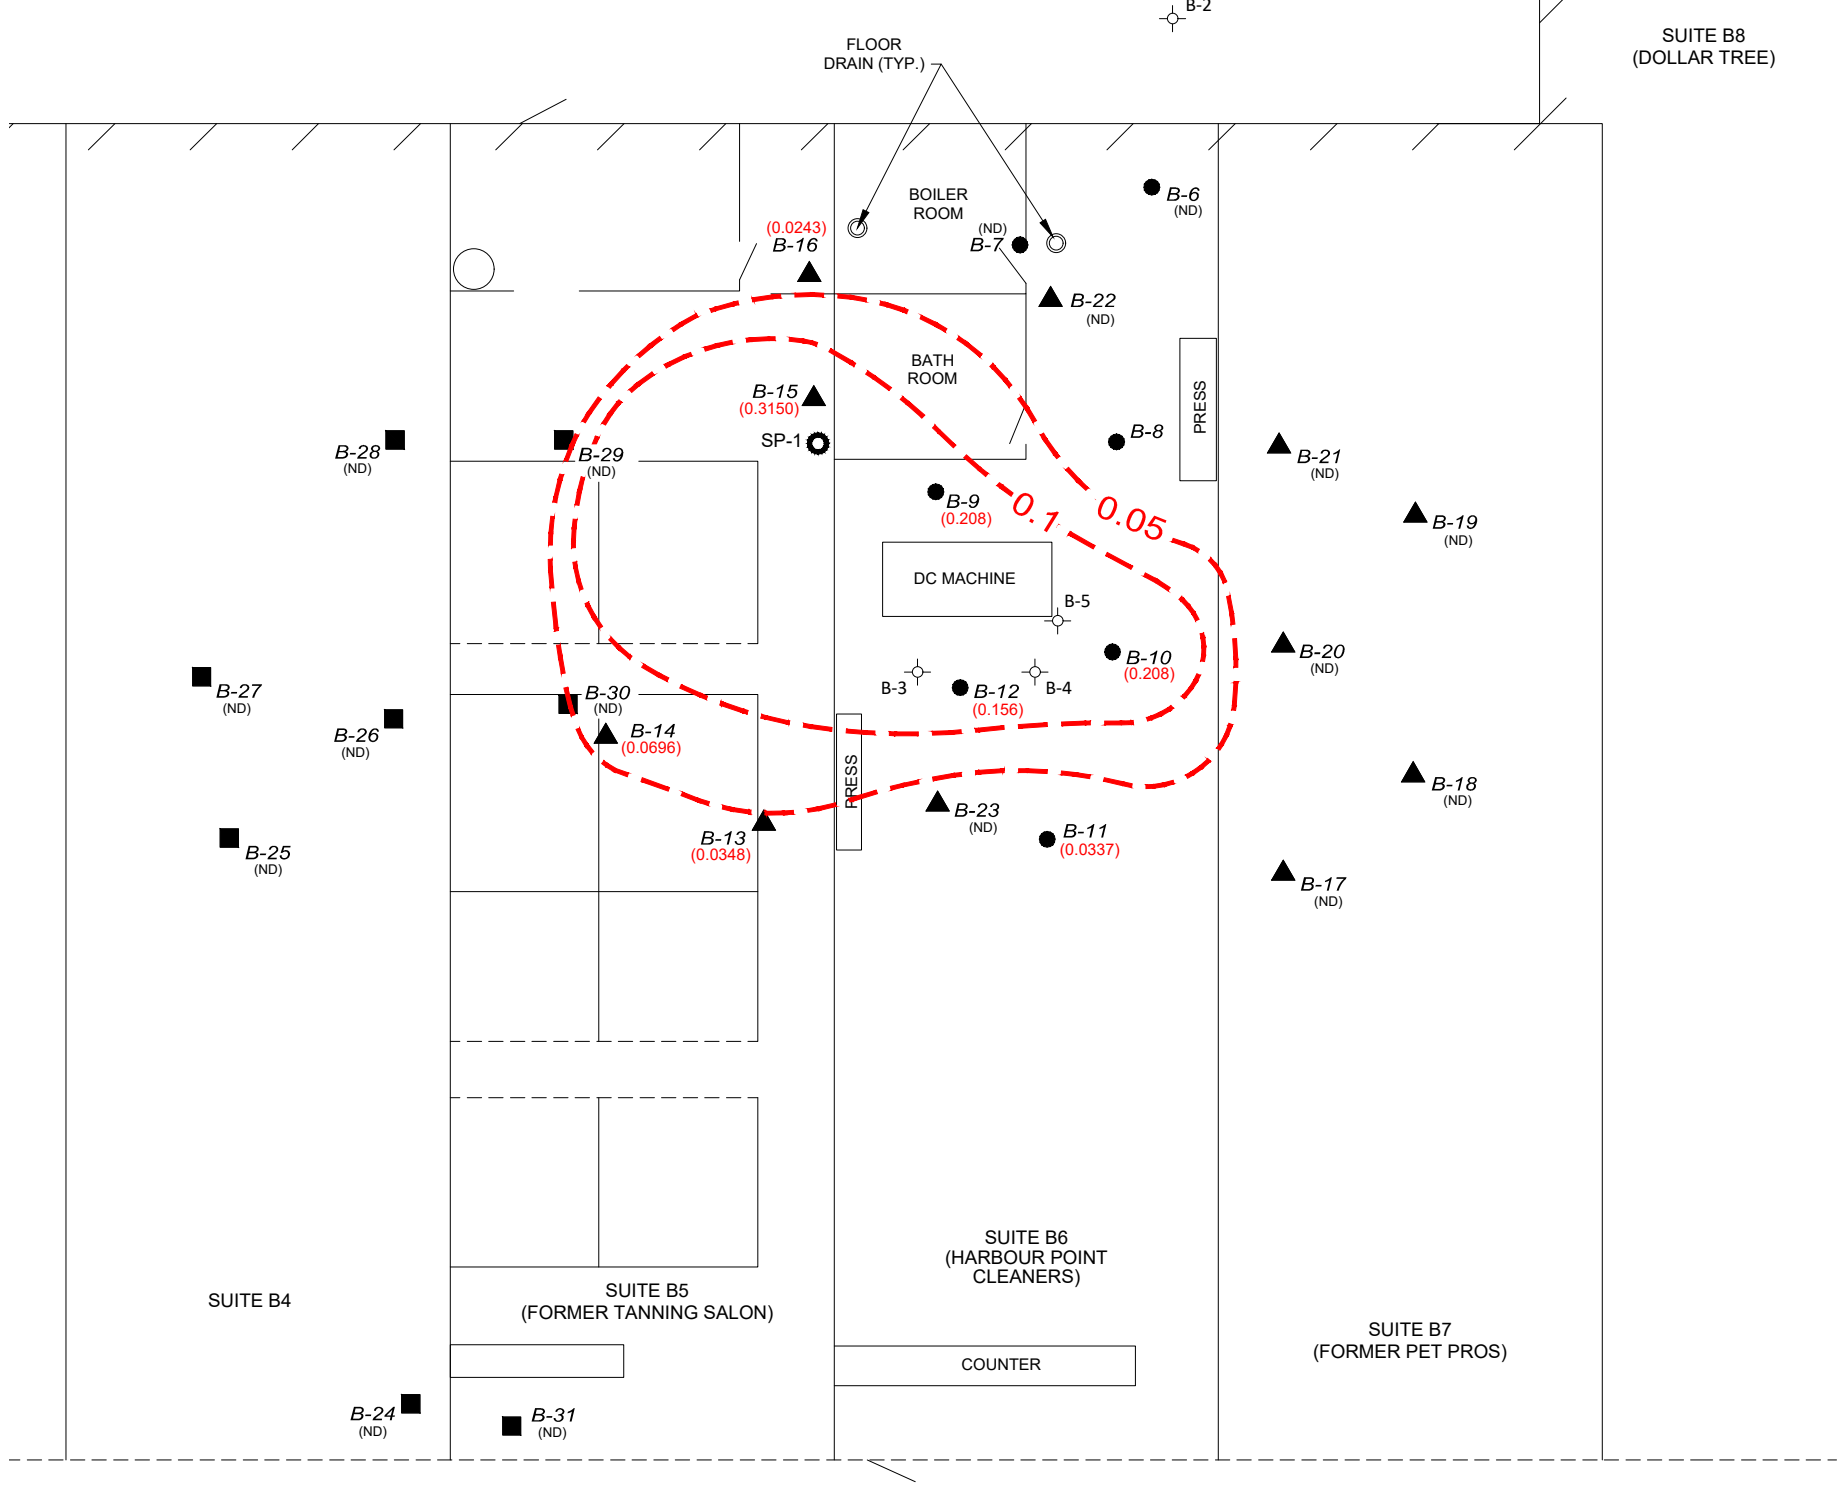 B-2
SUITE B8
(DOLLAR TREE)
FLOOR
DRAIN (TYP.)
BOILER
ROOM
B-6
(ND)
(0.0243)
B-16
(ND)
B-7
B-22
(ND)
BATH
ROOM
PRESS
B-15
(0.3150)
SP-1
B-8
B-28
(ND)
B-29
(ND)
B-21
(ND)
B-9
(0.208)
0.1
0.05
B-19
(ND)
DC MACHINE
B-5
B-10
(0.208)
B-20
(ND)
B-3
B-12
(0.156)
B-4
B-27
(ND)
B-30
(ND)
B-26
(ND)
B-14
(0.0696)
PRESS
B-18
(ND)
B-23
(ND)
B-13
(0.0348)
B-11
(0.0337)
B-25
(ND)
B-17
(ND)
SUITE B6
(HARBOUR POINT
CLEANERS)
SUITE B4
SUITE B5
(FORMER TANNING SALON)
SUITE B7
(FORMER PET PROS)
COUNTER
B-24
(ND)
B-31
(ND)